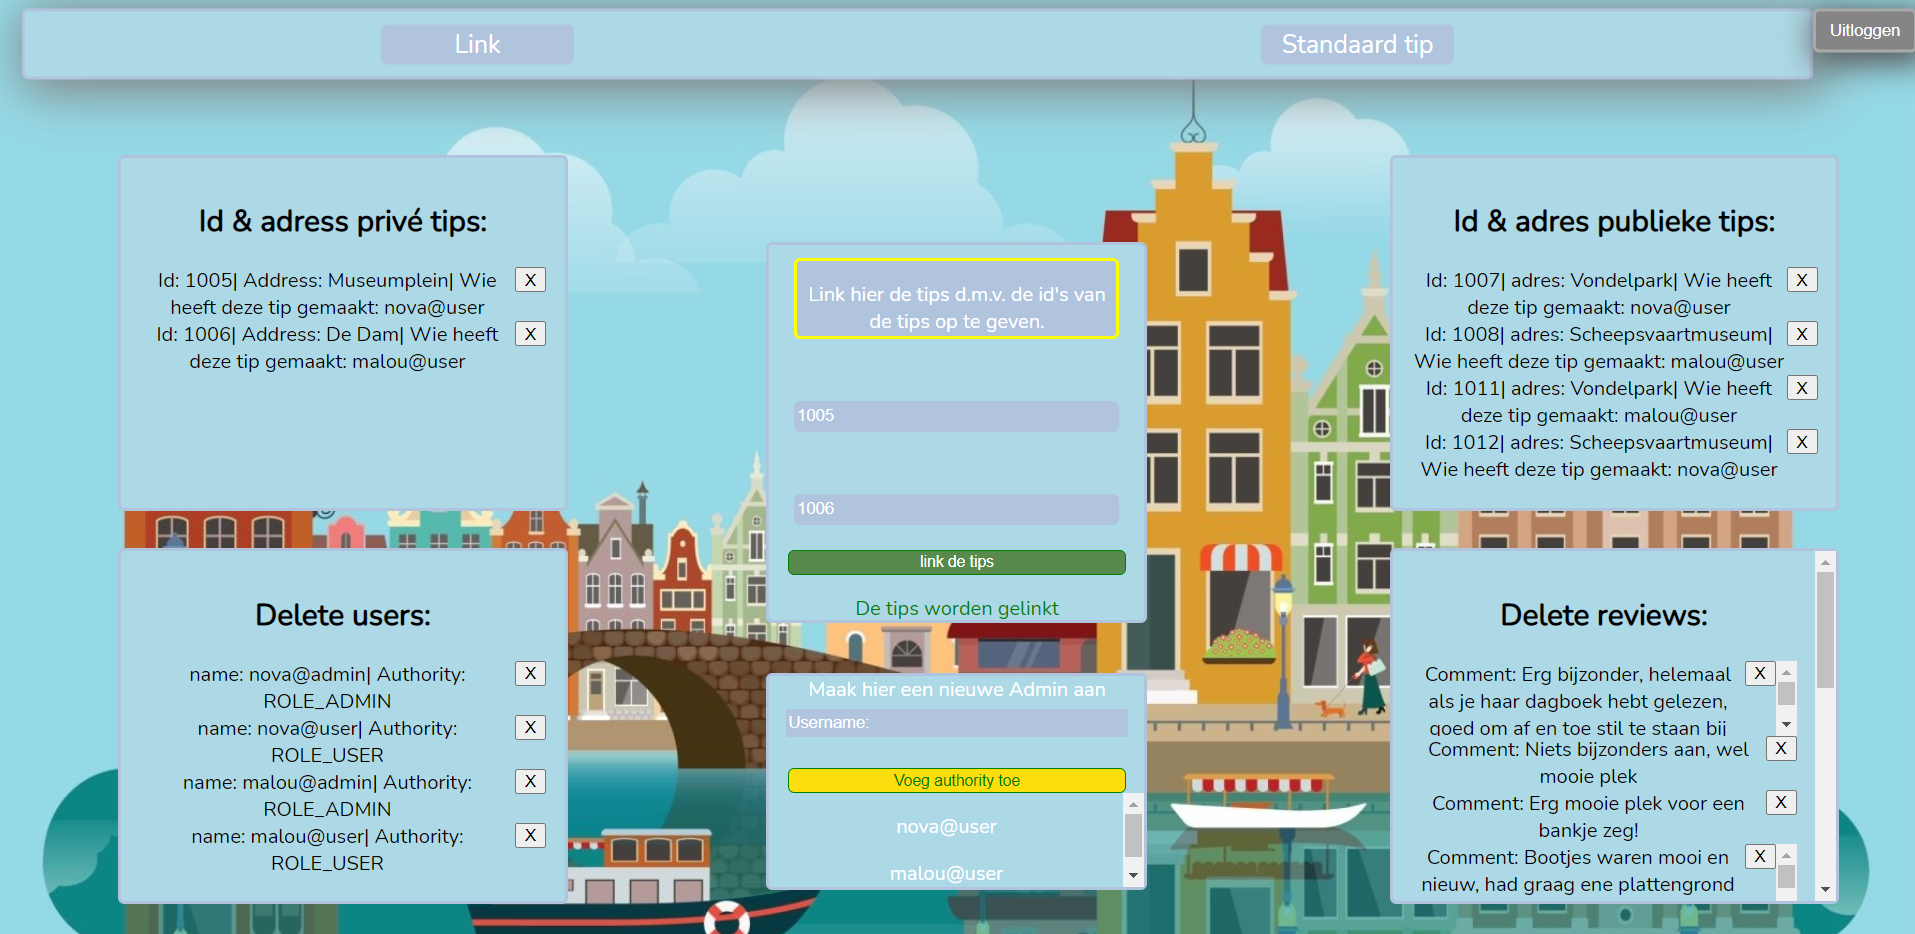 Link
Standaard tip
Uitloggen
Id & adress privé tips:
Id: 1005| Address: Museumplein| Wie
heeft deze tip gemaakt: nova@user
X
Id: 1006| Address: De Dam| Wie heeft
deze tip gemaakt: malou@user
X
Link hier de tips d.m.v. de id's van
de tips op te geven.
1005
1006
link de tips
De tips worden gelinkt
Id & adres publieke tips:
Id: 1007| adres: Vondelpark| Wie heeft
deze tip gemaakt: nova@user
X
Id: 1008| adres: Scheepsvaartmuseum|
Wie heeft deze tip gemaakt: malou@user
X
Id: 1011| adres: Vondelpark| Wie heeft
deze tip gemaakt: malou@user
X
Id: 1012| adres: Scheepsvaartmuseum|
Wie heeft deze tip gemaakt: nova@user
X
Delete users:
name: nova@admin| Authority:
ROLE_ADMIN
X
name: nova@user| Authority:
ROLE_USER
X
name: malou@admin| Authority:
ROLE_ADMIN
X
name: malou@user| Authority:
ROLE_USER
X
Maak hier een nieuwe Admin aan
Username:
Voeg authority toe
nova@user
malou@user
Delete reviews:
Comment: Erg bijzonder, helemaal
als je haar dagboek hebt gelezen,
goed om af en toe stil te staan bij
X
Comment: Niets bijzonders aan, wel
mooie plek
X
Comment: Erg mooie plek voor een
bankje zeg!
X
Comment: Bootjes waren mooi en
nieuw, had graag ene plattengrond
X